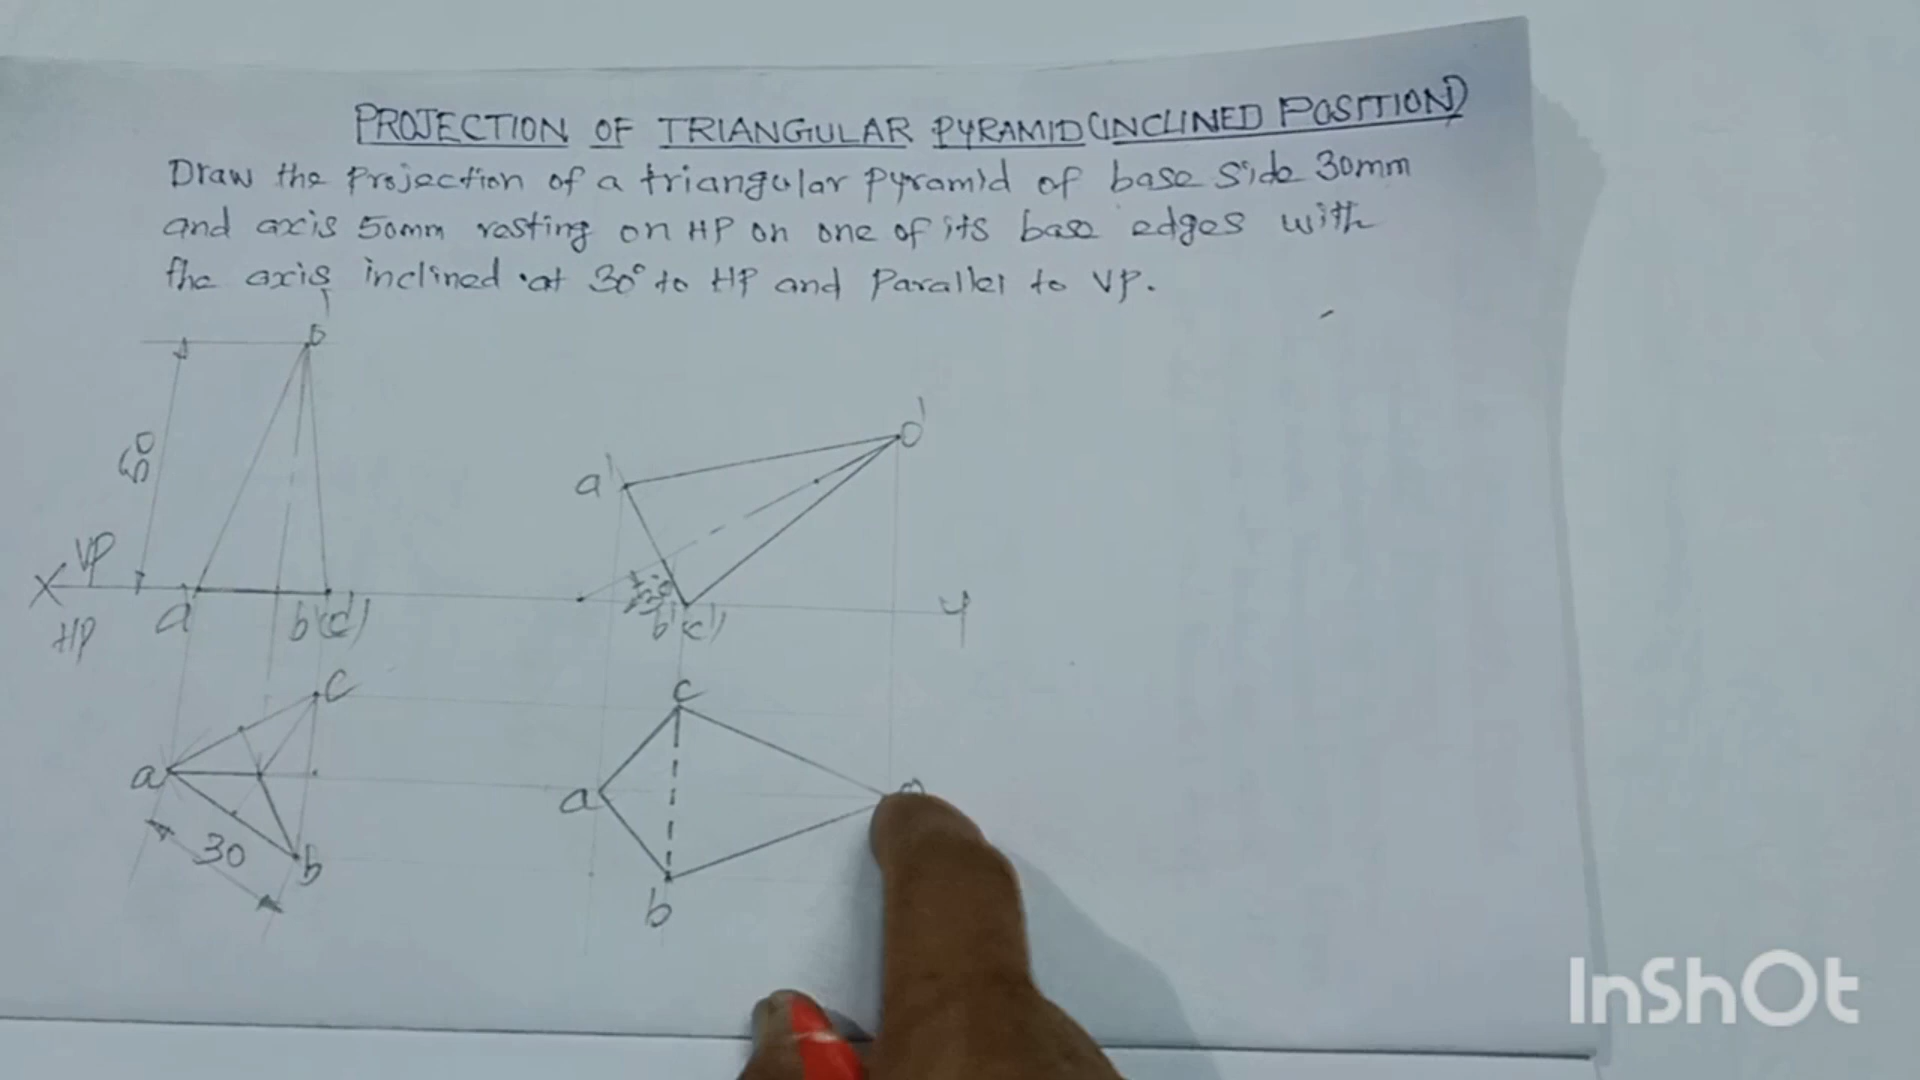 PROJECTION OF TRIANGULAR PYRAMID (INCLINED POSITION)
Draw the projection of a triangular pyramid of base side 30mm
and axis 50mm resting on HP on one of its base edges with
the axis inclined at 30° to HP and Parallel to VP.
o'
50
o'
a'
X VP
HP
a' b'(c')
30°
b'(c')
Y
c
a
30
b
c
a
o
b
InShOt